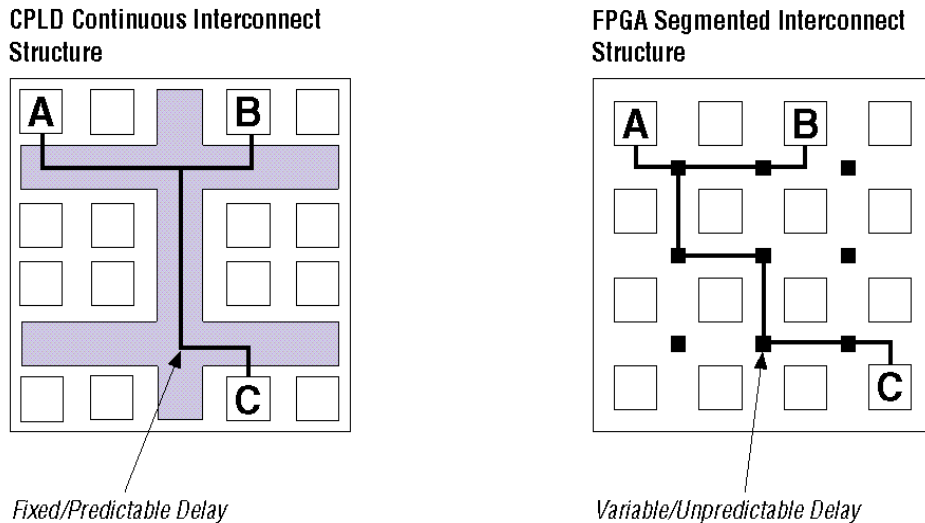 CPLD Continuous Interconnect
Structure
A
B
C
Fixed/Predictable Delay
FPGA Segmented Interconnect
Structure
A
B
C
Variable/Unpredictable Delay